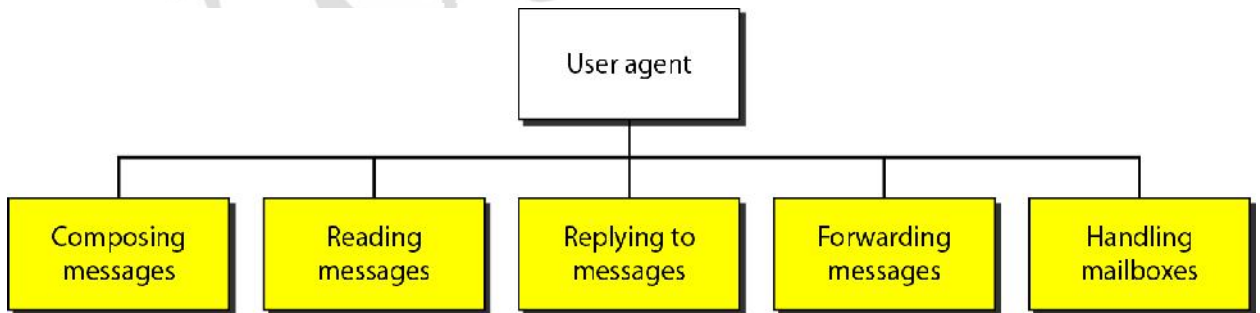 User agent
Composing
messages
Reading
messages
Replying to
messages
Forwarding
messages
Handling
mailboxes